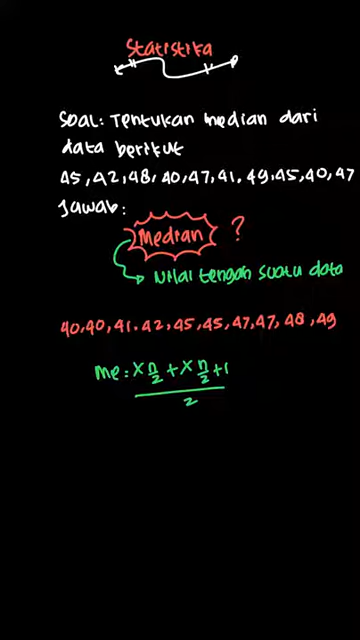 Statistika
Soal: Tentukan median dari
data berikut
45, 42, 48, 40, 47, 41, 49, 45, 40, 47
Jawab:
Median ?
Nilai tengah suatu data
40, 40, 41, 42, 45, 45, 47, 47, 48, 49
Me: x n/2 + x n/2 + 1
2